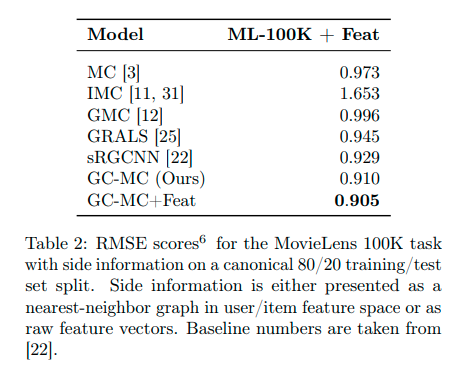 Model ML-100K + Feat
MC [3] 0.973
IMC [11, 31] 1.653
GMC [12] 0.996
GRALS [25] 0.945
sRGCNN [22] 0.929
GC-MC (Ours) 0.910
GC-MC+Feat 0.905
Table 2: RMSE scores⁶ for the MovieLens 100K task
with side information on a canonical 80/20 training/test
set split. Side information is either presented as a
nearest-neighbor graph in user/item feature space or as
raw feature vectors. Baseline numbers are taken from
[22].